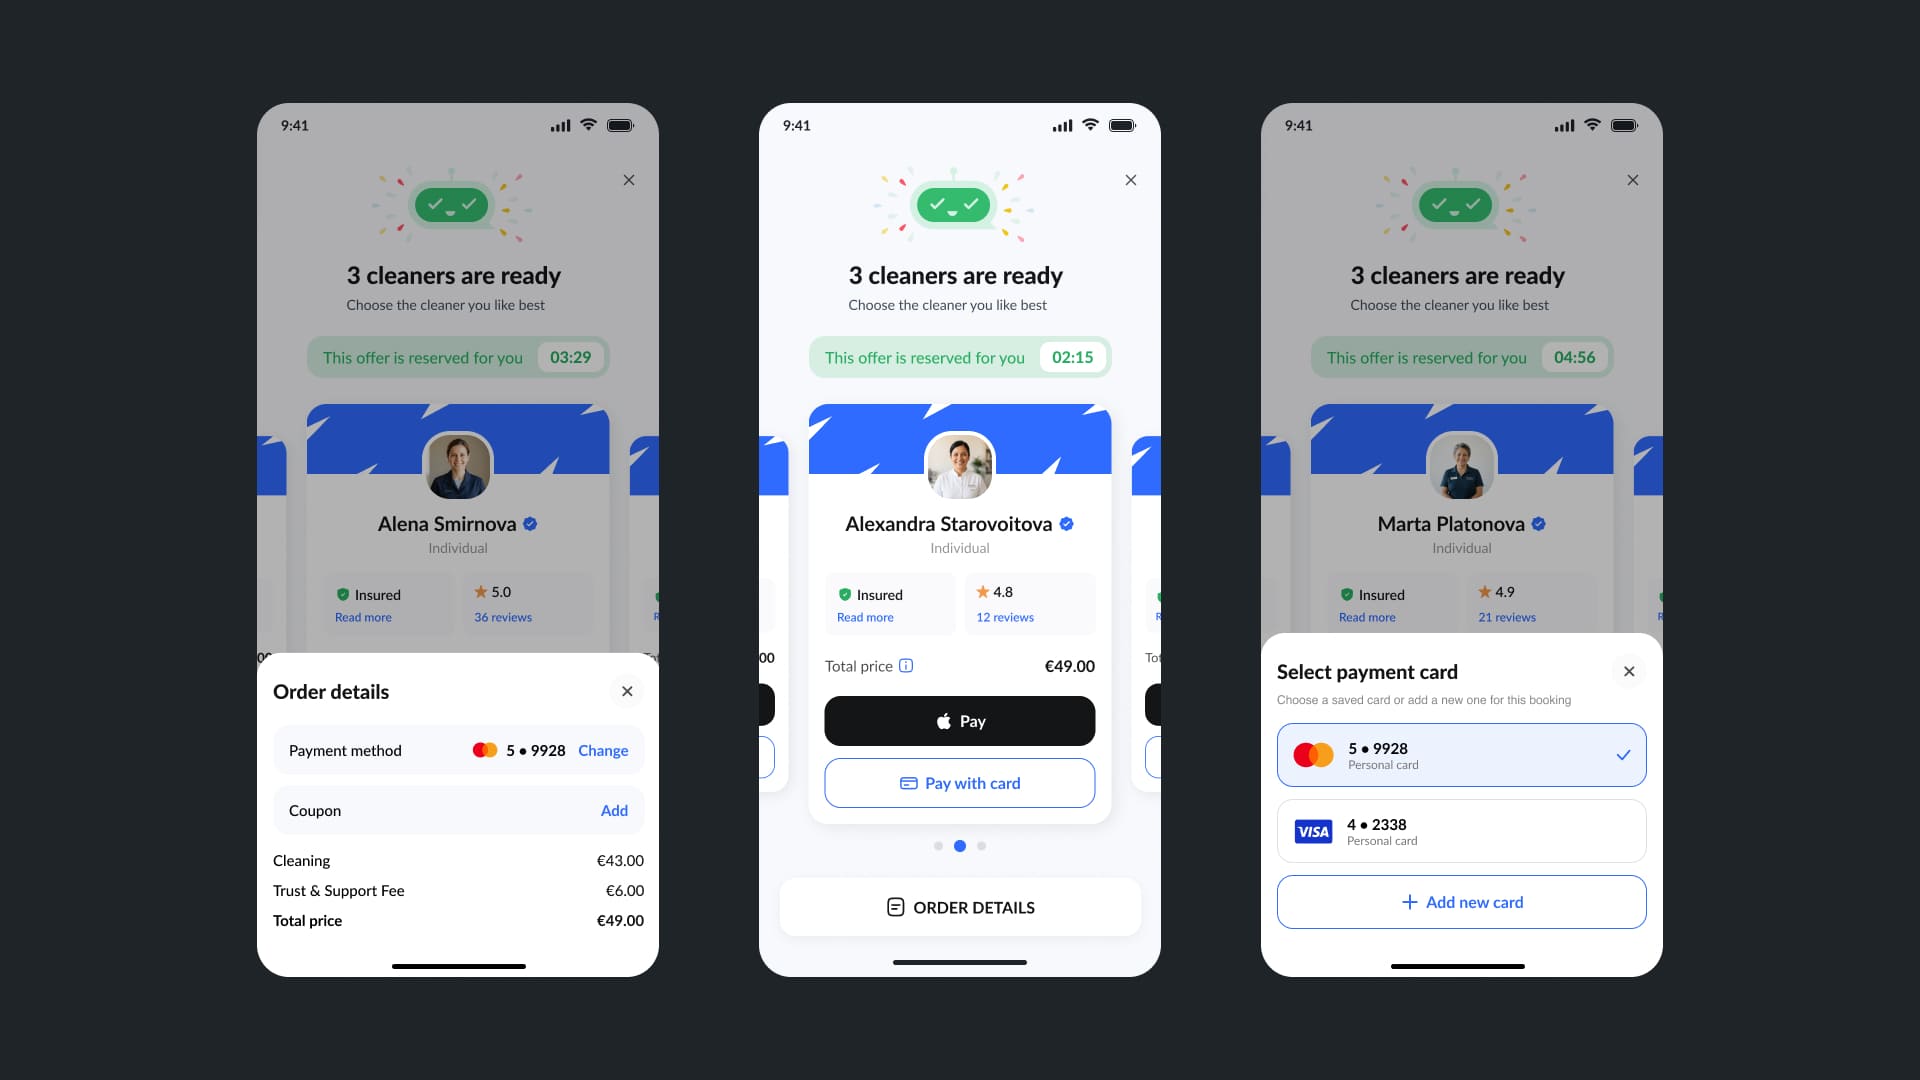 9:41
3 cleaners are ready
Choose the cleaner you like best
This offer is reserved for you 03:29
Alena Smirnova
Individual
Insured
Read more
5.0
36 reviews
Order details
Payment method 5 • 9928 Change
Coupon Add
Cleaning €43.00
Trust & Support Fee €6.00
Total price €49.00
9:41
3 cleaners are ready
Choose the cleaner you like best
This offer is reserved for you 02:15
Alexandra Starovoitova
Individual
Insured
Read more
4.8
12 reviews
00
Tot
Total price €49.00
Pay
Pay with card
ORDER DETAILS
9:41
3 cleaners are ready
Choose the cleaner you like best
This offer is reserved for you 04:56
Marta Platonova
Individual
Insured
Read more
4.9
21 reviews
Select payment card
Choose a saved card or add a new one for this booking
5 • 9928
Personal card
VISA
4 • 2338
Personal card
Add new card